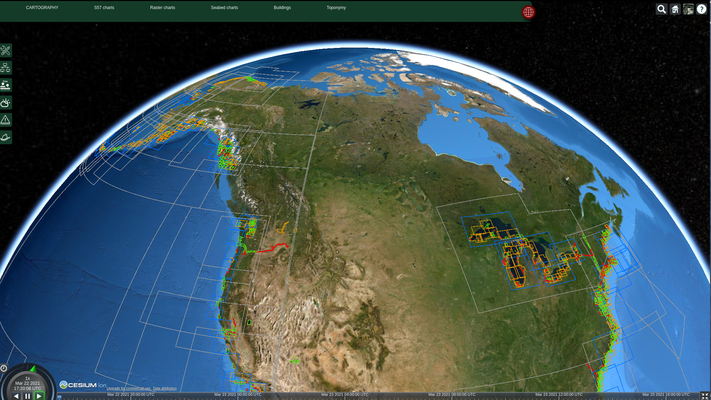 CARTOGRAPHY S57 charts Raster charts Seabed charts Buildings Toponymy
1x
Mar 22 2021
17:20:08 UTC
CESIUM ion
Mar 22 2021 20:00:00 UTC Mar 23 2021 00:00:00 UTC Mar 23 2021 04:00:00 UTC Mar 23 2021 08:00:00 UTC Mar 23 2021 12:00:00 UTC Mar 23 2021 16:00:00 UTC